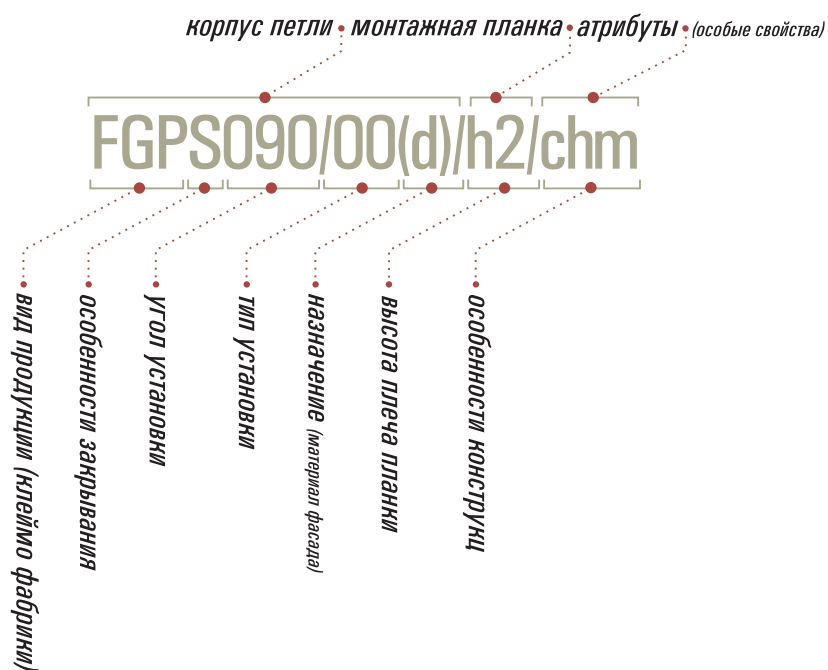 корпус петли • монтажная планка • атрибуты • (особые свойства)
FGPS090/00(d)/h2/chm
вид продукции (клеймо фабрики)
особенности закрывания
угол установки
тип установки
назначение (материал фасада)
высота плеча планки
особенности конструкц